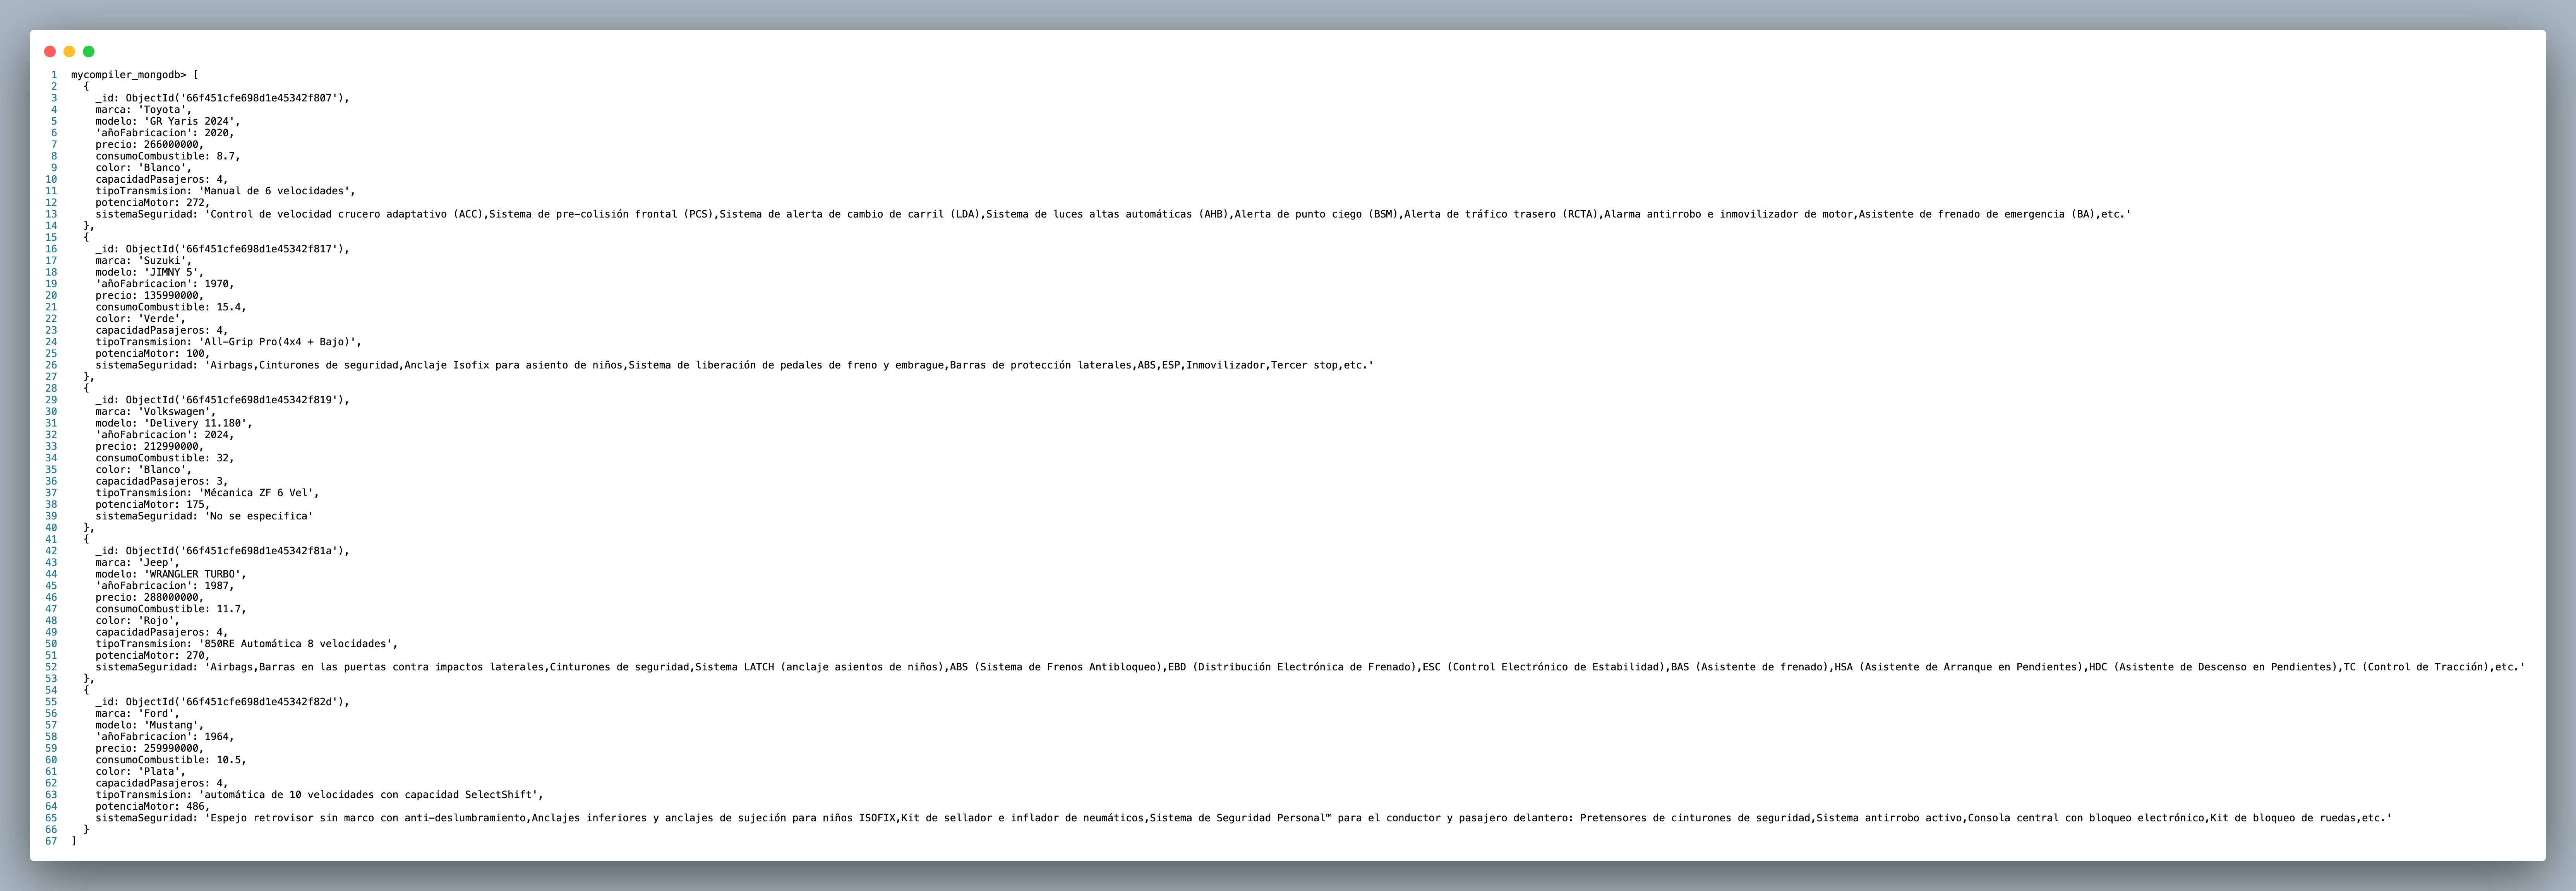 1 mycompiler_mongodb> [
2 {
3 _id: ObjectId('66f451cfe698d1e45342f807'),
4 marca: 'Toyota',
5 modelo: 'GR Yaris 2024',
6 'añoFabricacion': 2020,
7 precio: 266000000,
8 consumoCombustible: 8.7,
9 color: 'Blanco',
10 capacidadPasajeros: 4,
11 tipoTransmision: 'Manual de 6 velocidades',
12 potenciaMotor: 272,
13 sistemaSeguridad: 'Control de velocidad crucero adaptativo (ACC),Sistema de pre-colisión frontal (PCS),Sistema de alerta de cambio de carril (LDA),Sistema de luces altas automáticas (AHB),Alerta de punto ciego (BSM),Alerta de tráfico trasero (RCTA),Alarma antirrobo e inmovilizador de motor,Asistente de frenado de emergencia (BA),etc.'
14 },
15 {
16 _id: ObjectId('66f451cfe698d1e45342f817'),
17 marca: 'Suzuki',
18 modelo: 'JIMNY 5',
19 'añoFabricacion': 1970,
20 precio: 135990000,
21 consumoCombustible: 15.4,
22 color: 'Verde',
23 capacidadPasajeros: 4,
24 tipoTransmision: 'All-Grip Pro(4x4 + Bajo)',
25 potenciaMotor: 100,
26 sistemaSeguridad: 'Airbags,Cinturones de seguridad,Anclaje Isofix para asiento de niños,Sistema de liberación de pedales de freno y embrague,Barras de protección laterales,ABS,ESP,Inmovilizador,Tercer stop,etc.'
27 },
28 {
29 _id: ObjectId('66f451cfe698d1e45342f819'),
30 marca: 'Volkswagen',
31 modelo: 'Delivery 11.180',
32 'añoFabricacion': 2024,
33 precio: 212990000,
34 consumoCombustible: 32,
35 color: 'Blanco',
36 capacidadPasajeros: 3,
37 tipoTransmision: 'Mécanica ZF 6 Vel',
38 potenciaMotor: 175,
39 sistemaSeguridad: 'No se especifica'
40 },
41 {
42 _id: ObjectId('66f451cfe698d1e45342f81a'),
43 marca: 'Jeep',
44 modelo: 'WRANGLER TURBO',
45 'añoFabricacion': 1987,
46 precio: 288000000,
47 consumoCombustible: 11.7,
48 color: 'Rojo',
49 capacidadPasajeros: 4,
50 tipoTransmision: '850RE Automática 8 velocidades',
51 potenciaMotor: 270,
52 sistemaSeguridad: 'Airbags,Barras en las puertas contra impactos laterales,Cinturones de seguridad,Sistema LATCH (anclaje asientos de niños),ABS (Sistema de Frenos Antibloqueo),EBD (Distribución Electrónica de Frenado),ESC (Control Electrónico de Estabilidad),BAS (Asistente de frenado),HSA (Asistente de Arranque en Pendientes),HDC (Asistente de Descenso en Pendientes),TC (Control de Tracción),etc.'
53 },
54 {
55 _id: ObjectId('66f451cfe698d1e45342f82d'),
56 marca: 'Ford',
57 modelo: 'Mustang',
58 'añoFabricacion': 1964,
59 precio: 259990000,
60 consumoCombustible: 10.5,
61 color: 'Plata',
62 capacidadPasajeros: 4,
63 tipoTransmision: 'automática de 10 velocidades con capacidad SelectShift',
64 potenciaMotor: 486,
65 sistemaSeguridad: 'Espejo retrovisor sin marco con anti-deslumbramiento,Anclajes inferiores y anclajes de sujeción para niños ISOFIX,Kit de sellador e inflador de neumáticos,Sistema de Seguridad Personal™ para el conductor y pasajero delantero: Pretensores de cinturones de seguridad,Sistema antirrobo activo,Consola central con bloqueo electrónico,Kit de bloqueo de ruedas,etc.'
66 }
67 ]